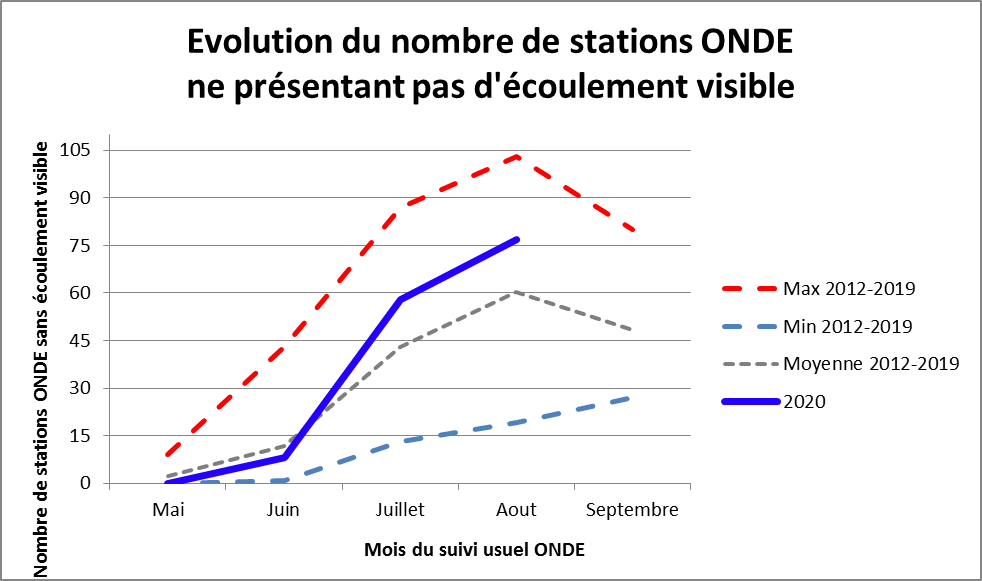 Evolution du nombre de stations ONDE
ne présentant pas d'écoulement visible
Nombre de stations ONDE sans écoulement visible
105
90
75
60
45
30
15
0
Mai Juin Juillet Aout Septembre
Mois du suivi usuel ONDE
Max 2012-2019
Min 2012-2019
Moyenne 2012-2019
2020